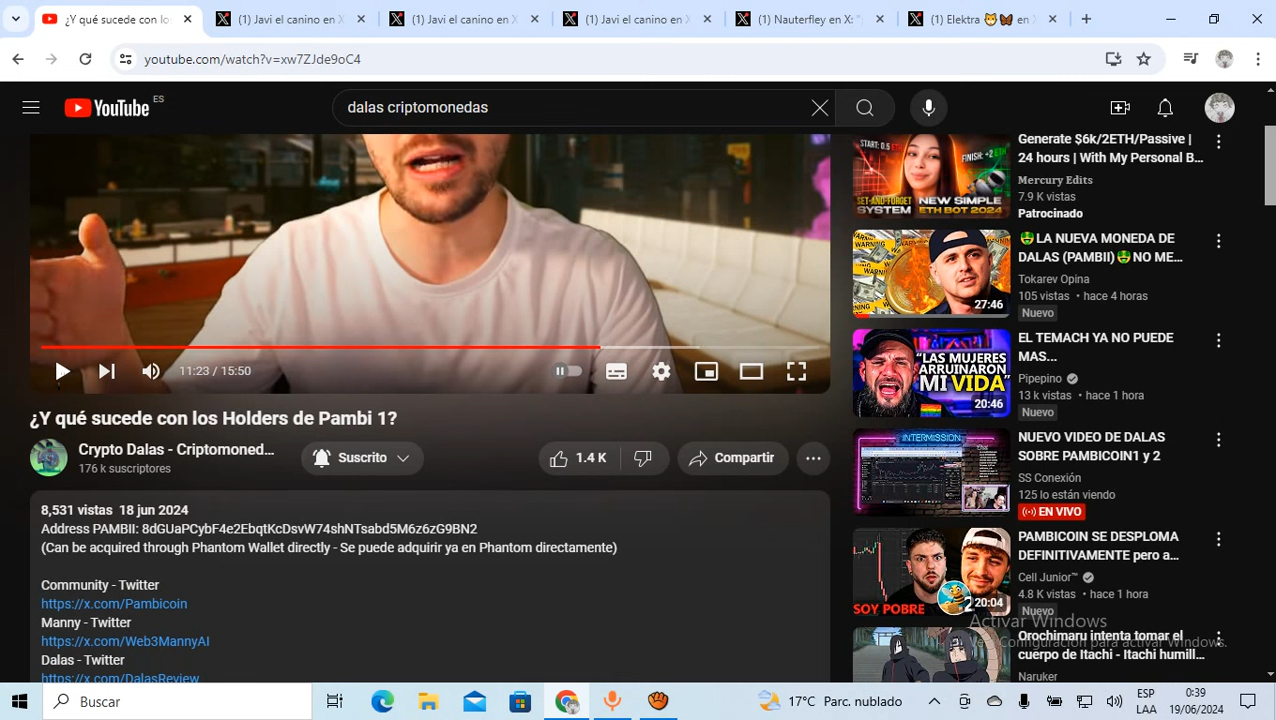 ¿Y qué sucede con los
(1) Javi el canino en X
(1) Javi el canino en X
(1) Javi el canino en X
(1) Nauterfley en X: "
(1) Elektra 🐱🦋 en
youtube.com/watch?v=xw7ZJde9oC4
YouTube ES
dalas criptomonedas
START: 0.5
FINISH: +2
SET-AND-FORGET
SYSTEM
NEW SIMPLE
ETH BOT 2024
Generate $6k/2ETH/Passive |
24 hours | With My Personal B...
Mercury Edits
7.9 K vistas
Patrocinado
WARNING
27:46
🤑LA NUEVA MONEDA DE
DALAS (PAMBII)🤑NO ME...
Tokarev Opina
105 vistas • hace 4 horas
Nuevo
"LAS MUJERES
ARRUINARON
MI VIDA"
20:46
EL TEMACH YA NO PUEDE
MAS...
Pipepino
13 k vistas • hace 1 hora
Nuevo
11:23 / 15:50
¿Y qué sucede con los Holders de Pambi 1?
Crypto Dalas - Criptomoned...
176 k suscriptores
Suscrito
1.4 K
Compartir
INTERMISSION
NUEVO VIDEO DE DALAS
SOBRE PAMBICOIN1 y 2
SS Conexión
125 lo están viendo
EN VIVO
8,531 vistas 18 jun 2024
Address PAMBII: 8dGUaPCybF4e2EbqtKcDsvW74shNTsabd5M6z6zG9BN2
(Can be acquired through Phantom Wallet directly - Se puede adquirir ya en Phantom directamente)
Community - Twitter
https://x.com/Pambicoin
Manny - Twitter
https://x.com/Web3MannyAI
Dalas - Twitter
https://x.com/DalasReview
SOY POBRE
20:04
PAMBICOIN SE DESPLOMA
DEFINITIVAMENTE pero a...
Cell Junior™
4.8 K vistas • hace 1 hora
Nuevo
Activar Windows
Configuración para activar Windows.
Orochimaru intenta tomar el
cuerpo de Itachi - Itachi humill...
Naruker
Buscar
17°C Parc. nublado
ESP
LAA
0:39
19/06/2024